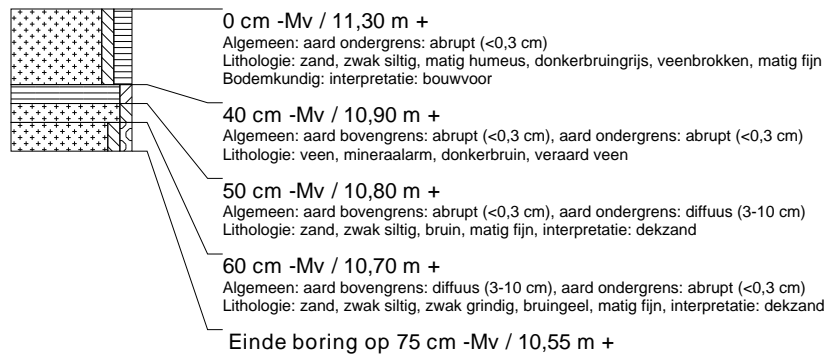 0 cm -Mv / 11,30 m +
Algemeen: aard ondergrens: abrupt (<0,3 cm)
Lithologie: zand, zwak siltig, matig humeus, donkerbruingrijs, veenbrokken, matig fijn
Bodemkundig: interpretatie: bouwvoor
40 cm -Mv / 10,90 m +
Algemeen: aard bovengrens: abrupt (<0,3 cm), aard ondergrens: abrupt (<0,3 cm)
Lithologie: veen, mineraalarm, donkerbruin, veraard veen
50 cm -Mv / 10,80 m +
Algemeen: aard bovengrens: abrupt (<0,3 cm), aard ondergrens: diffuus (3-10 cm)
Lithologie: zand, zwak siltig, bruin, matig fijn, interpretatie: dekzand
60 cm -Mv / 10,70 m +
Algemeen: aard bovengrens: diffuus (3-10 cm), aard ondergrens: abrupt (<0,3 cm)
Lithologie: zand, zwak siltig, zwak grindig, bruingeel, matig fijn, interpretatie: dekzand
Einde boring op 75 cm -Mv / 10,55 m +